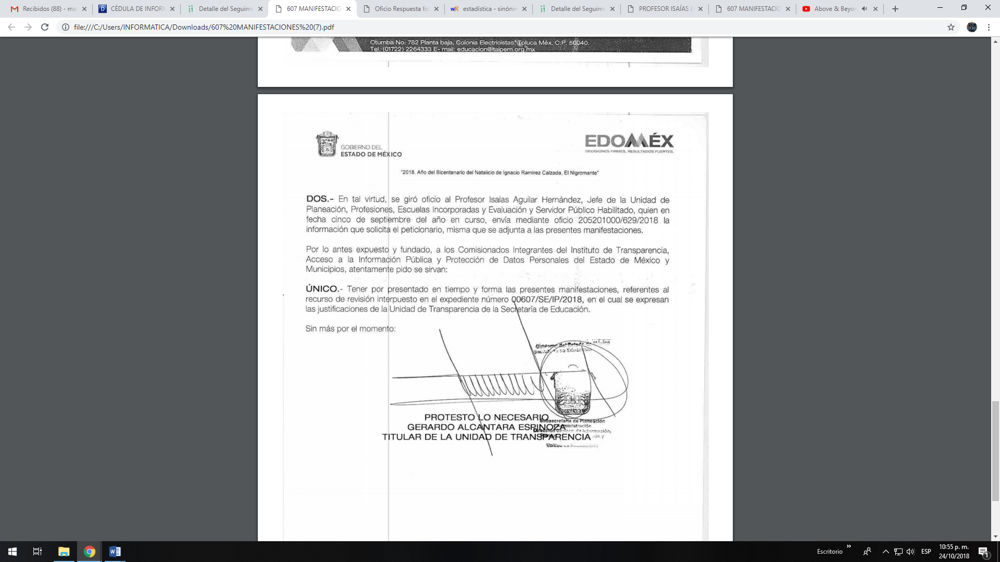 Recibidos (88) - ma
CÉDULA DE INFOR
Detalle del Seguimi
607 MANIFESTACIO
Oficio Respuesta fo
estadística - sinónim
Detalle del Seguimi
PROFESOR ISAÍAS (
607 MANIFESTACIO
Above & Beyon
file:///C:/Users/INFORMATICA/Downloads/607%20MANIFESTACIONES%20(7).pdf
Otumba No. 782 Planta baja, Colonia Electricistas, Toluca Méx. C.P. 50040.
Tel. (01722) 2264333 E- mail: educacion@itaipem.org.mx
GOBIERNO DEL
ESTADO DE MÉXICO
EDOMÉX
DECISIONES FIRMES, RESULTADOS FUERTES.
"2018. Año del Bicentenario del Natalicio de Ignacio Ramírez Calzada, El Nigromante"
DOS.- En tal virtud, se giró oficio al Profesor Isaías Aguilar Hernández, Jefe de la Unidad de
Planeación, Profesiones, Escuelas Incorporadas y Evaluación y Servidor Público Habilitado, quien en
fecha cinco de septiembre del año en curso, envía mediante oficio 205201000/629/2018 la
información que solicita el peticionario, misma que se adjunta a las presentes manifestaciones.
Por lo antes expuesto y fundado, a los Comisionados Integrantes del Instituto de Transparencia,
Acceso a la Información Pública y Protección de Datos Personales del Estado de México y
Municipios, atentamente pido se sirvan:
ÚNICO.- Tener por presentado en tiempo y forma las presentes manifestaciones, referentes al
recurso de revisión interpuesto en el expediente número 00607/SE/IP/2018, en el cual se expresan
las justificaciones de la Unidad de Transparencia de la Secretaría de Educación.
Sin más por el momento:
Gobierno del Estado de México
Secretaría de Educación
PROTESTO LO NECESARIO
GERARDO ALCANTARA ESPINOZA
TITULAR DE LA UNIDAD DE TRANSPARENCIA
Subsecretaría de Planeación
y Administración
Dirección General de Información,
Unidad de Información
Escritorio
ESP
10:55 p. m.
24/10/2018
1